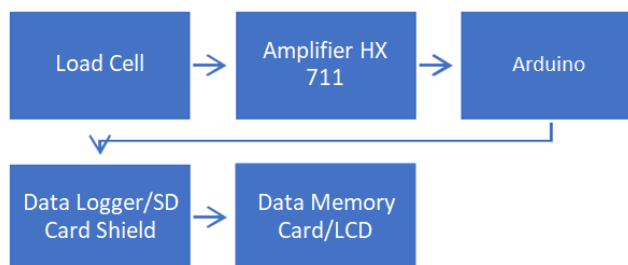 Load Cell
Amplifier HX
711
Arduino
Data Logger/SD
Card Shield
Data Memory
Card/LCD